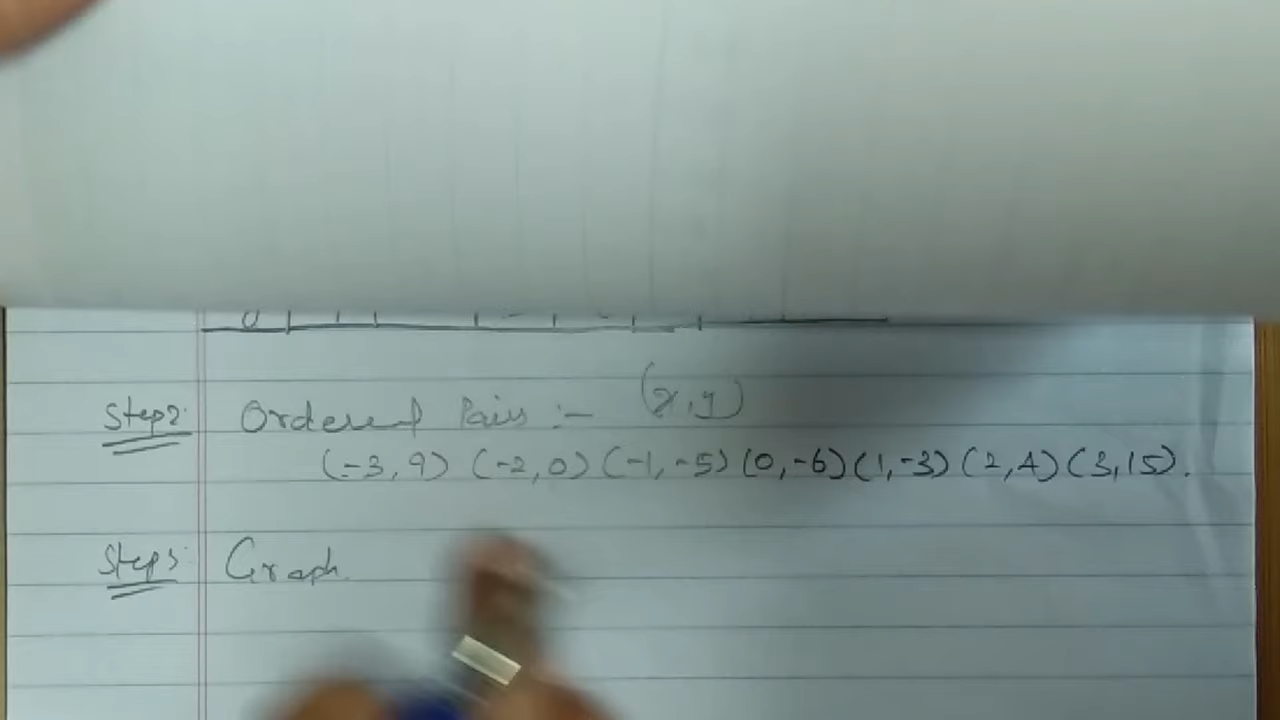 y
Step2: Ordered Pairs :- (x, y)
(-3, 9) (-2, 0) (-1, -5) (0, -6) (1, -3) (2, 4) (3, 15).
Step3: Graph.